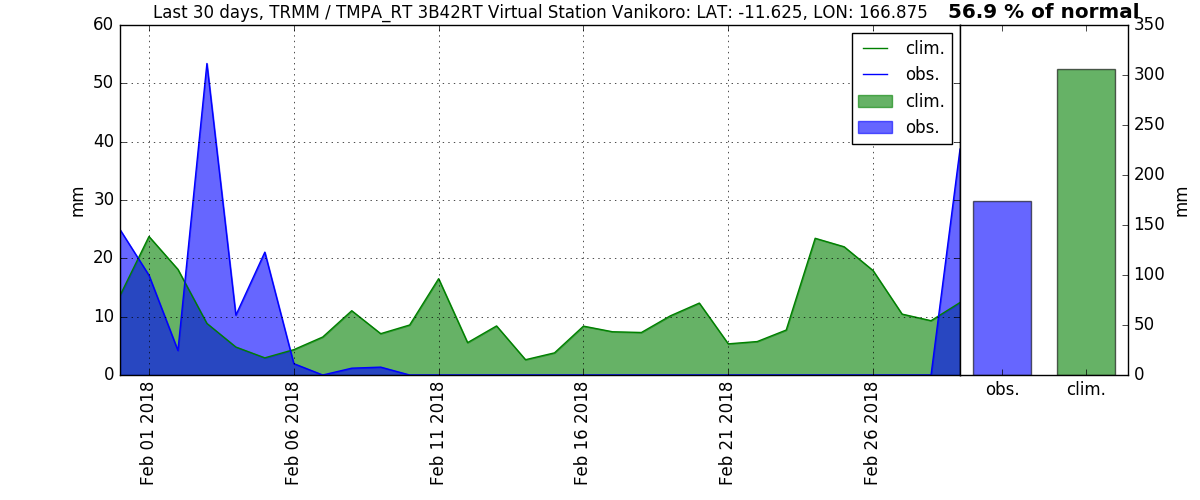 Last 30 days, TRMM / TMPA_RT 3B42RT Virtual Station Vanikoro: LAT: -11.625, LON: 166.875
56.9 % of normal
60
50
40
30
20
10
0
mm
clim.
obs.
clim.
obs.
Feb 01 2018
Feb 06 2018
Feb 11 2018
Feb 16 2018
Feb 21 2018
Feb 26 2018
350
300
250
200
150
100
50
0
mm
obs.
clim.